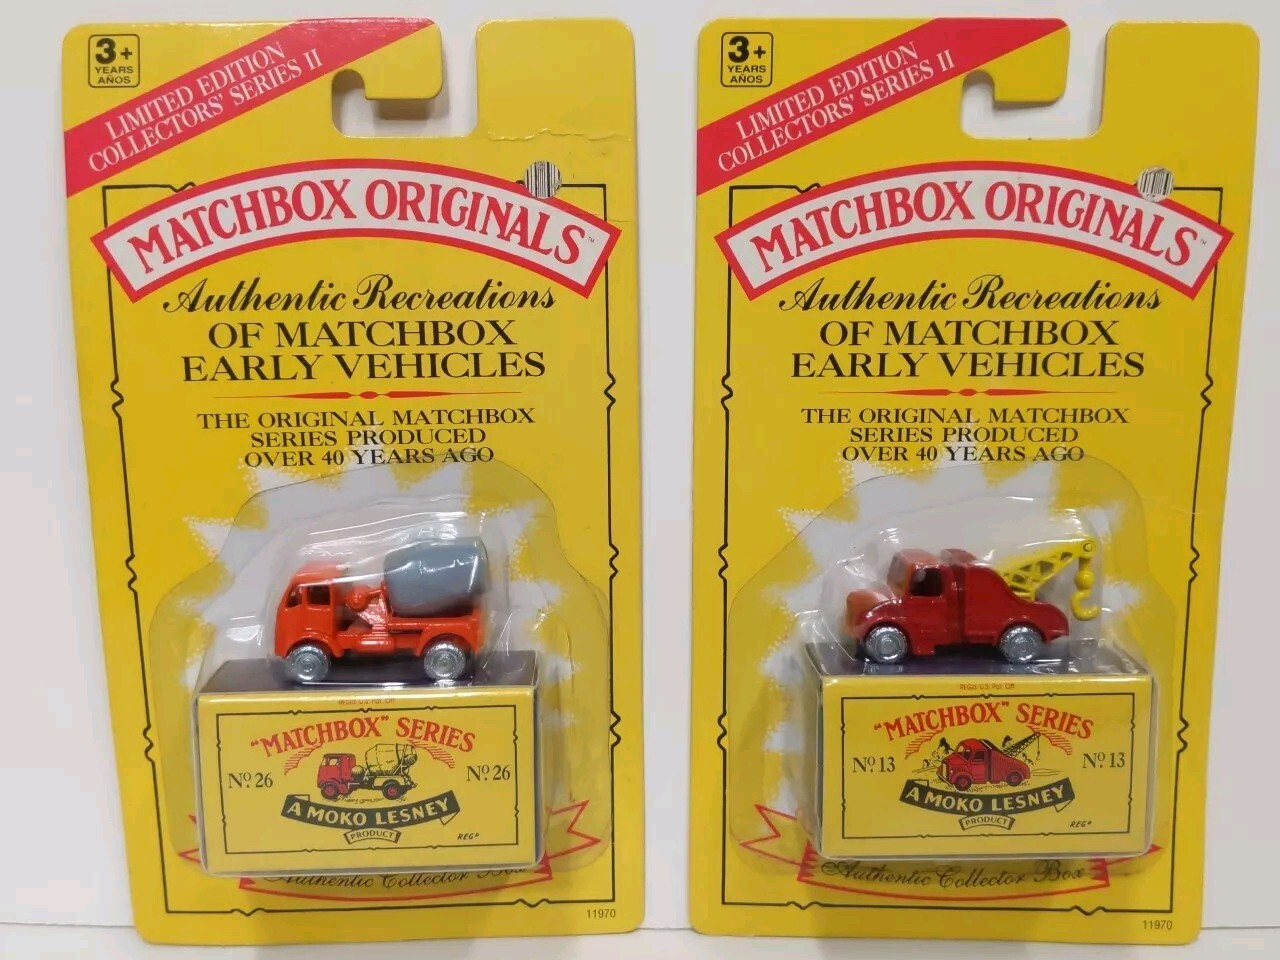 3+
YEARS
AÑOS
LIMITED EDITION
COLLECTORS' SERIES II
MATCHBOX ORIGINALS™
Authentic Recreations
OF MATCHBOX
EARLY VEHICLES
THE ORIGINAL MATCHBOX
SERIES PRODUCED
OVER 40 YEARS AGO
"MATCHBOX" SERIES
Nº. 26 Nº. 26
A MOKO LESNEY
PRODUCT
REG®
Authentic Collector Box
11970
3+
YEARS
AÑOS
LIMITED EDITION
COLLECTORS' SERIES II
MATCHBOX ORIGINALS™
Authentic Recreations
OF MATCHBOX
EARLY VEHICLES
THE ORIGINAL MATCHBOX
SERIES PRODUCED
OVER 40 YEARS AGO
"MATCHBOX" SERIES
Nº. 13 Nº. 13
A MOKO LESNEY
PRODUCT
REG®
Authentic Collector Box
11970